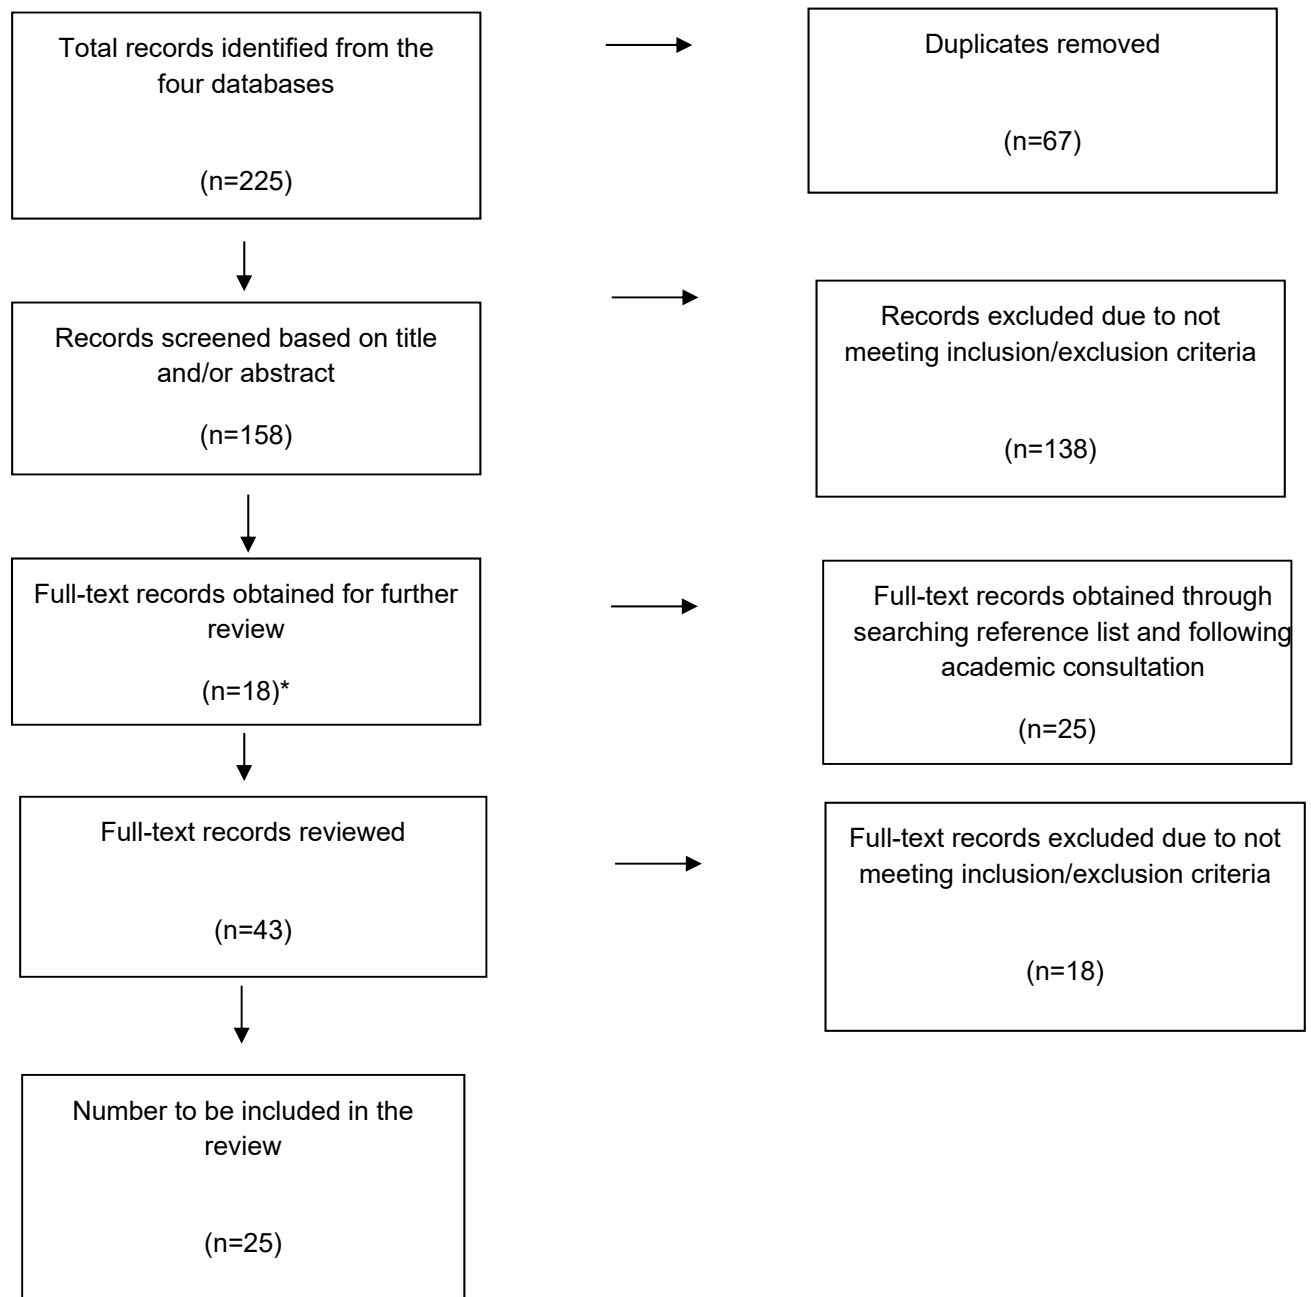 Total records identified from the
four databases
(n=225)
Duplicates removed
(n=67)
Records screened based on title
and/or abstract
(n=158)
Records excluded due to not
meeting inclusion/exclusion criteria
(n=138)
Full-text records obtained for further
review
(n=18)*
Full-text records obtained through
searching reference list and following
academic consultation
(n=25)
Full-text records reviewed
(n=43)
Full-text records excluded due to not
meeting inclusion/exclusion criteria
(n=18)
Number to be included in the
review
(n=25)